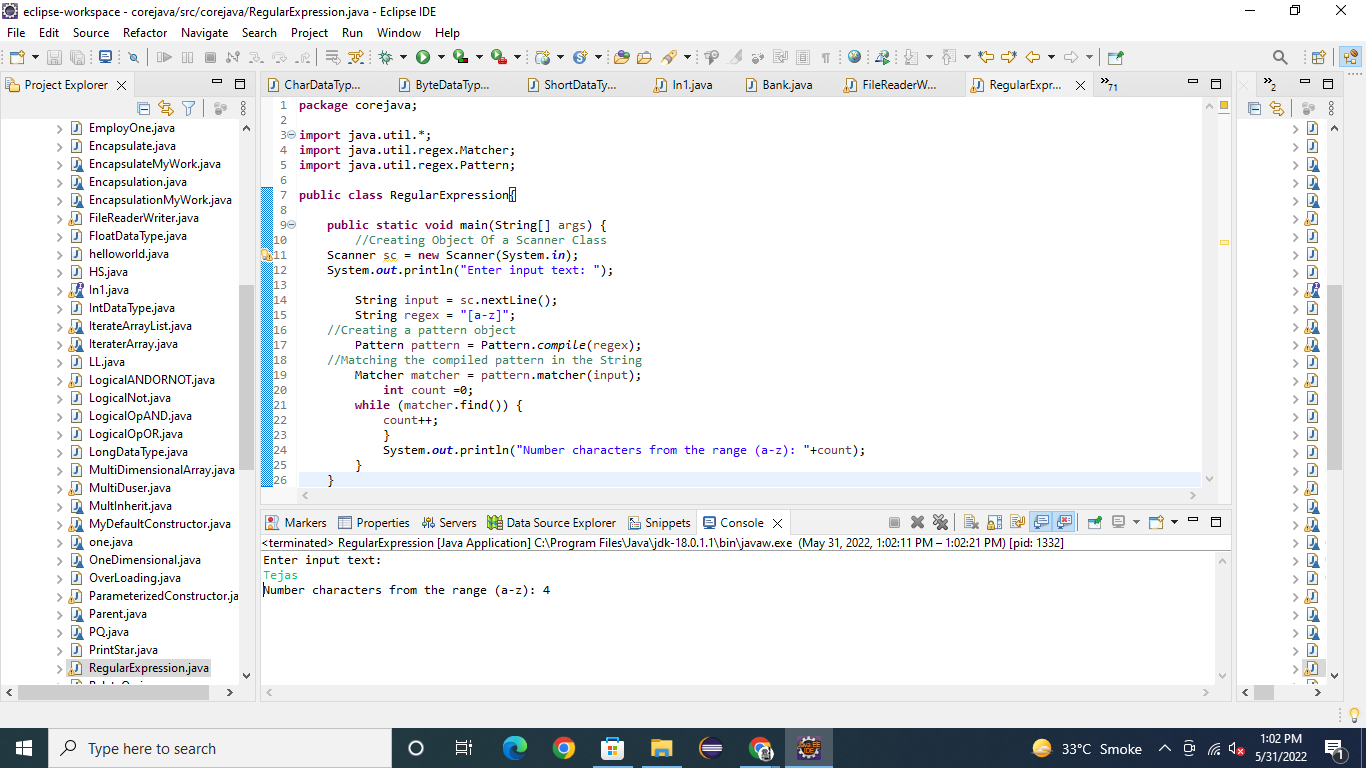 eclipse-workspace - corejava/src/corejava/RegularExpression.java - Eclipse IDE
File Edit Source Refactor Navigate Search Project Run Window Help
Project Explorer
EmployOne.java
Encapsulate.java
EncapsulateMyWork.java
Encapsulation.java
EncapsulationMyWork.java
FileReaderWriter.java
FloatDataType.java
helloworld.java
HS.java
In1.java
IntDataType.java
IterateArrayList.java
IteraterArray.java
LL.java
LogicalANDORNOT.java
LogicalNot.java
LogicalOpAND.java
LogicalOpOR.java
LongDataType.java
MultiDimensionalArray.java
MultiDuser.java
MultInherit.java
MyDefaultConstructor.java
one.java
OneDimensional.java
OverLoading.java
ParameterizedConstructor.ja
Parent.java
PQ.java
PrintStar.java
RegularExpression.java
CharDataTyp... ByteDataTyp... ShortDataTy... In1.java Bank.java FileReaderW... RegularExpr... 71
2
1 package corejava;
2
3 import java.util.*;
4 import java.util.regex.Matcher;
5 import java.util.regex.Pattern;
6
7 public class RegularExpression{
8
9 public static void main(String[] args) {
10 //Creating Object Of a Scanner Class
11 Scanner sc = new Scanner(System.in);
12 System.out.println("Enter input text: ");
13
14 String input = sc.nextLine();
15 String regex = "[a-z]";
16 //Creating a pattern object
17 Pattern pattern = Pattern.compile(regex);
18 //Matching the compiled pattern in the String
19 Matcher matcher = pattern.matcher(input);
20 int count =0;
21 while (matcher.find()) {
22 count++;
23 }
24 System.out.println("Number characters from the range (a-z): "+count);
25 }
26 }
Markers Properties Servers Data Source Explorer Snippets Console
<terminated> RegularExpression [Java Application] C:\Program Files\Java\jdk-18.0.1.1\bin\javaw.exe (May 31, 2022, 1:02:11 PM – 1:02:21 PM) [pid: 1332]
Enter input text:
Tejas
Number characters from the range (a-z): 4
Type here to search
33°C Smoke
1:02 PM
5/31/2022
1